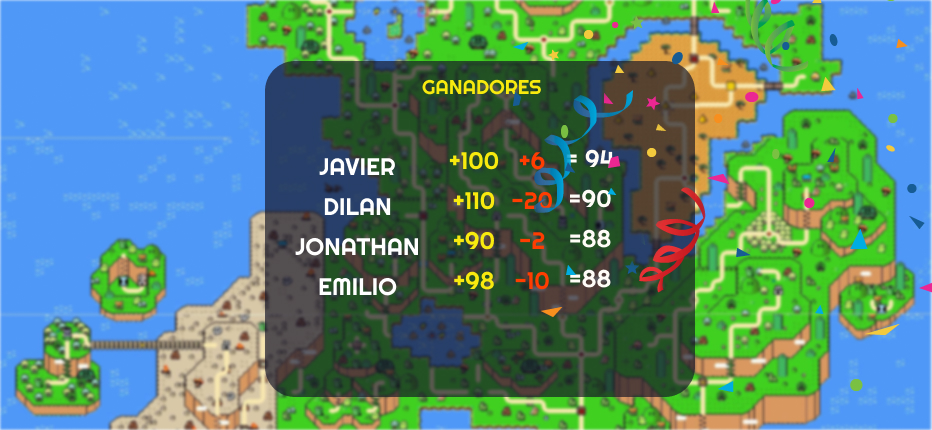 GANADORES
JAVIER +100 +6 = 94
DILAN +110 -20 =90
JONATHAN +90 -2 =88
EMILIO +98 -10 =88